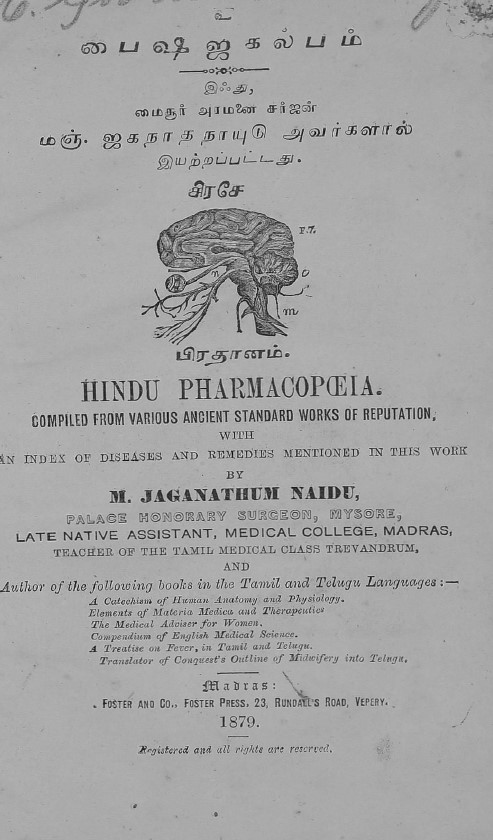 உ
பைஷஜகல்பம்
இஃது,
மைசூர் அரமனை சர்ஜன்
மஞ். ஜகநாதநாயுடு அவர்களால்
இயற்றப்பட்டது.
சிரசே
F.7.
n
o
m
பிரதானம்.
HINDU PHARMACOPŒIA.
COMPILED FROM VARIOUS ANCIENT STANDARD WORKS OF REPUTATION,
WITH
AN INDEX OF DISEASES AND REMEDIES MENTIONED IN THIS WORK
BY
M. JAGANATHUM NAIDU,
PALACE HONORARY SURGEON, MYSORE,
LATE NATIVE ASSISTANT, MEDICAL COLLEGE, MADRAS,
TEACHER OF THE TAMIL MEDICAL CLASS TREVANDRUM,
AND
Author of the following books in the Tamil and Telugu Languages:—
A Catechism of Human Anatomy and Physiology.
Elements of Materia Medica and Therapeutics
The Medical Adviser for Women.
Compendium of English Medical Science.
A Treatise on Fever, in Tamil and Telugu.
Translator of Conquest's Outline of Midwifery into Telugu.
Madras:
FOSTER AND CO., FOSTER PRESS, 23, RUNDALL'S ROAD, VEPERY.
1879.
Registered and all rights are reserved.